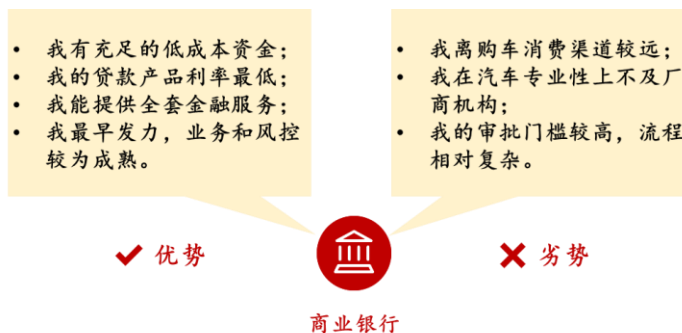 • 我有充足的低成本资金；
• 我的贷款产品利率最低；
• 我能提供全套金融服务；
• 我最早发力，业务和风控
较为成熟。
• 我离购车消费渠道较远；
• 我在汽车专业性上不及厂
商机构；
• 我的审批门槛较高，流程
相对复杂。
优势
劣势
商业银行